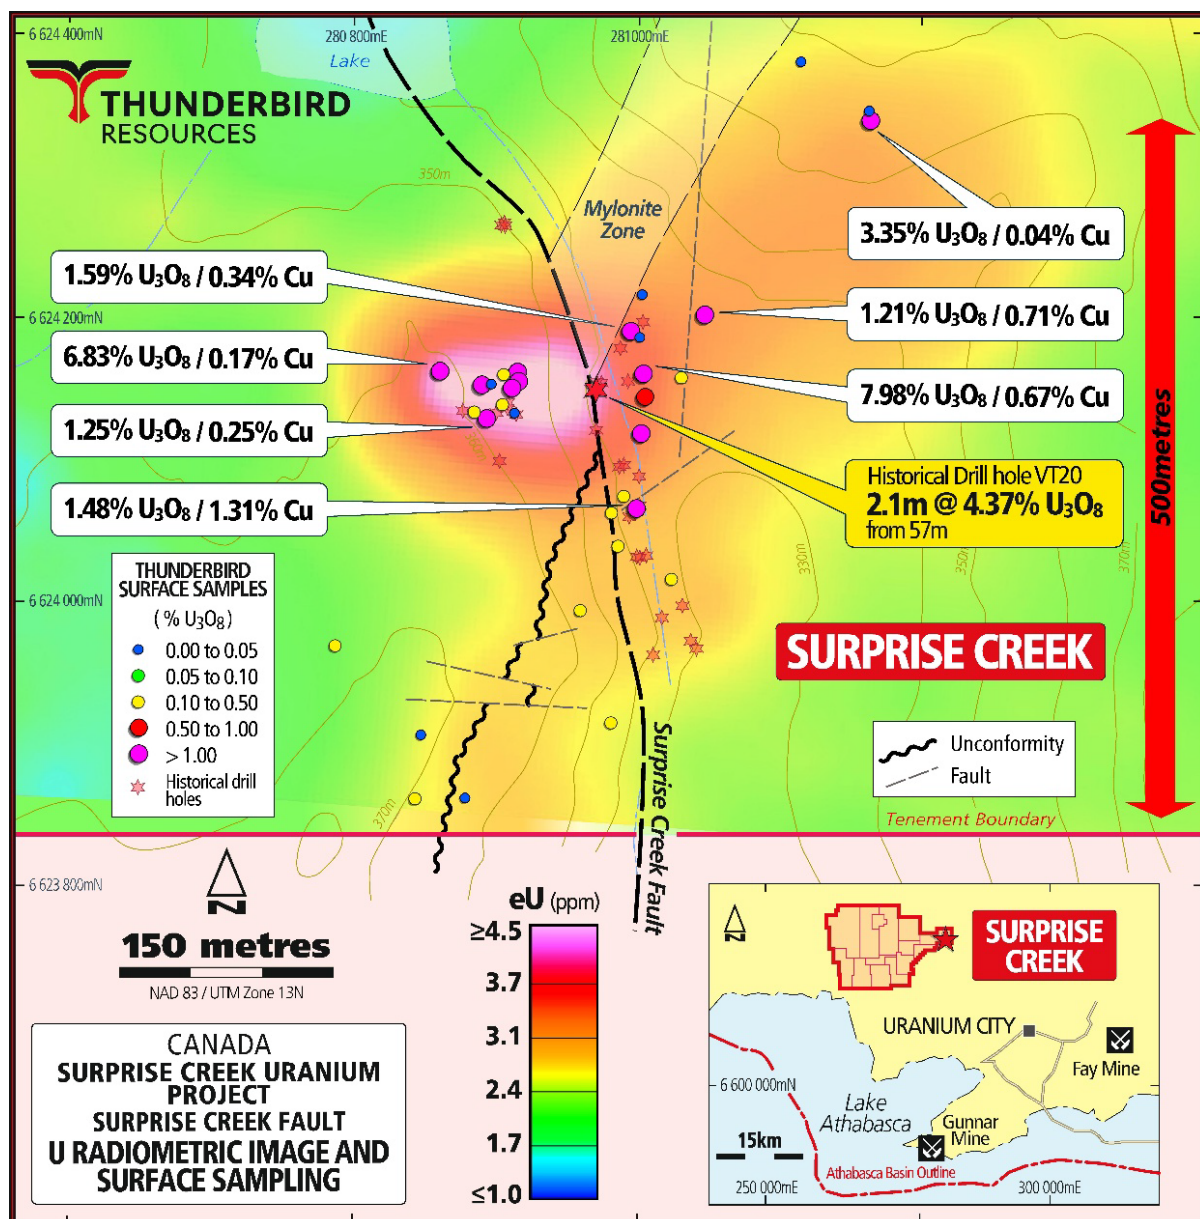 6 624 400mN
280 800mE
281000mE
Lake
THUNDERBIRD
RESOURCES
350m
Mylonite
Zone
3.35% U₃O₈ / 0.04% Cu
1.59% U₃O₈ / 0.34% Cu
6 624 200mN
1.21% U₃O₈ / 0.71% Cu
6.83% U₃O₈ / 0.17% Cu
7.98% U₃O₈ / 0.67% Cu
1.25% U₃O₈ / 0.25% Cu
360m
Historical Drill hole VT20
2.1m @ 4.37% U₃O₈
from 57m
1.48% U₃O₈ / 1.31% Cu
500metres
330m
350m
370m
THUNDERBIRD
SURFACE SAMPLES
( % U₃O₈)
0.00 to 0.05
0.05 to 0.10
0.10 to 0.50
0.50 to 1.00
> 1.00
Historical drill
holes
6 624 000mN
SURPRISE CREEK
Surprise Creek Fault
Unconformity
Fault
370m
Tenement Boundary
6 623 800mN
N
150 metres
NAD 83 / UTM Zone 13N
CANADA
SURPRISE CREEK URANIUM
PROJECT
SURPRISE CREEK FAULT
U RADIOMETRIC IMAGE AND
SURFACE SAMPLING
eU (ppm)
≥4.5
3.7
3.1
2.4
1.7
≤1.0
N
SURPRISE
CREEK
URANIUM CITY
Fay Mine
6 600 000mN
Lake
Athabasca
Gunnar
Mine
15km
Athabasca Basin Outline
250 000mE
300 000mE